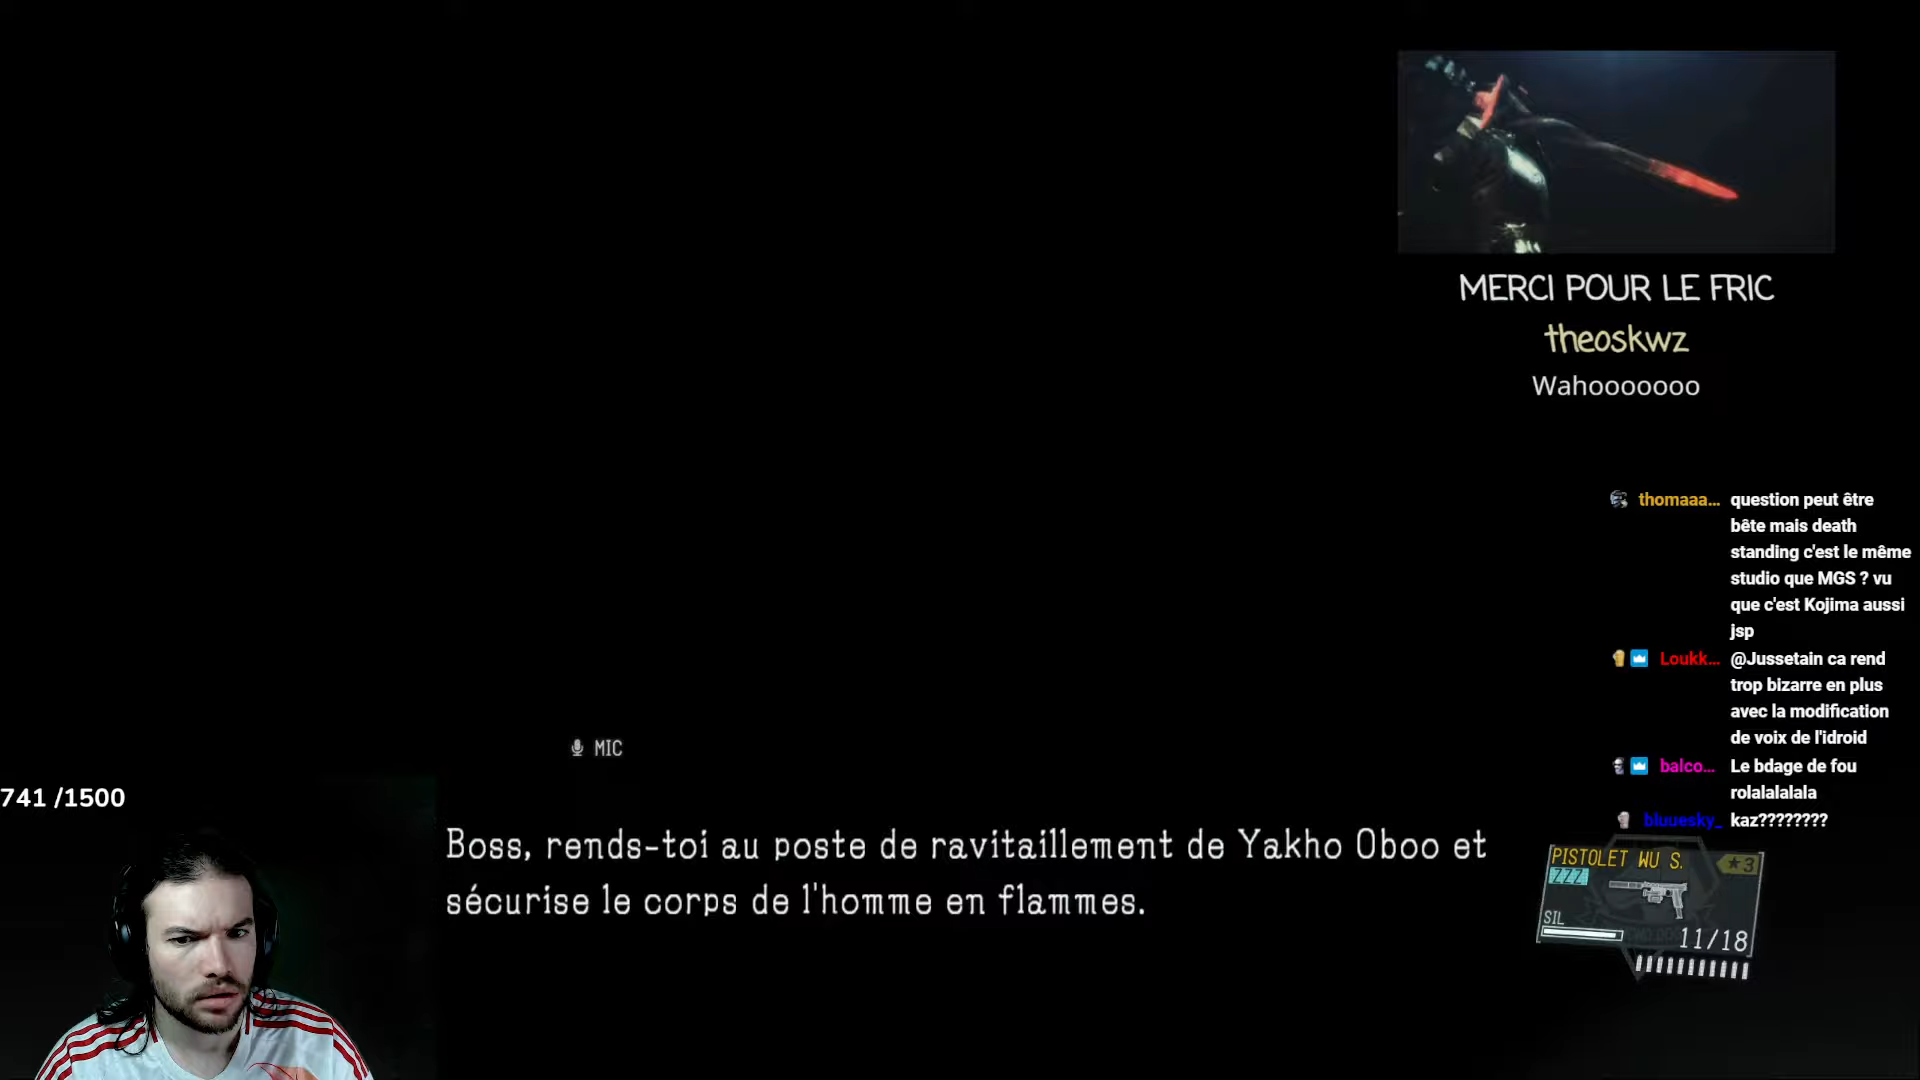 MERCI POUR LE FRIC
theoskwz
Wahooooooo
thomaaa... question peut être
bête mais death
standing c'est le même
studio que MGS ? vu
que c'est Kojima aussi
jsp
Loukk... @Jussetain ca rend
trop bizarre en plus
avec la modification
de voix de l'idroid
balco... Le bdage de fou
rolalalalala
bluuesky_ kaz????????
MIC
741 /1500
Boss, rends-toi au poste de ravitaillement de Yakho Oboo et
sécurise le corps de l'homme en flammes.
PISTOLET WU S. ★3
ZZZ
SIL
11/18